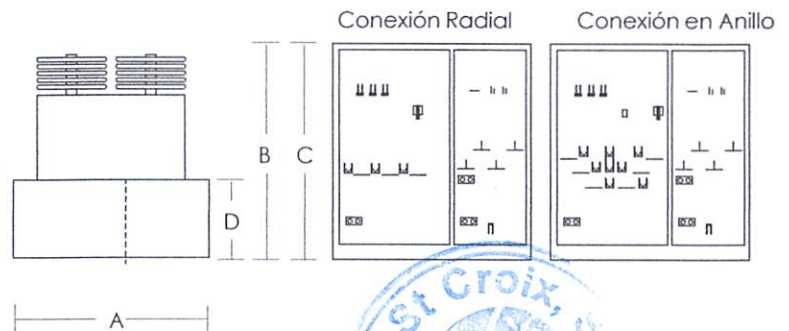 Conexión Radial
Conexión en Anillo
B
C
D
A
St Croix, S